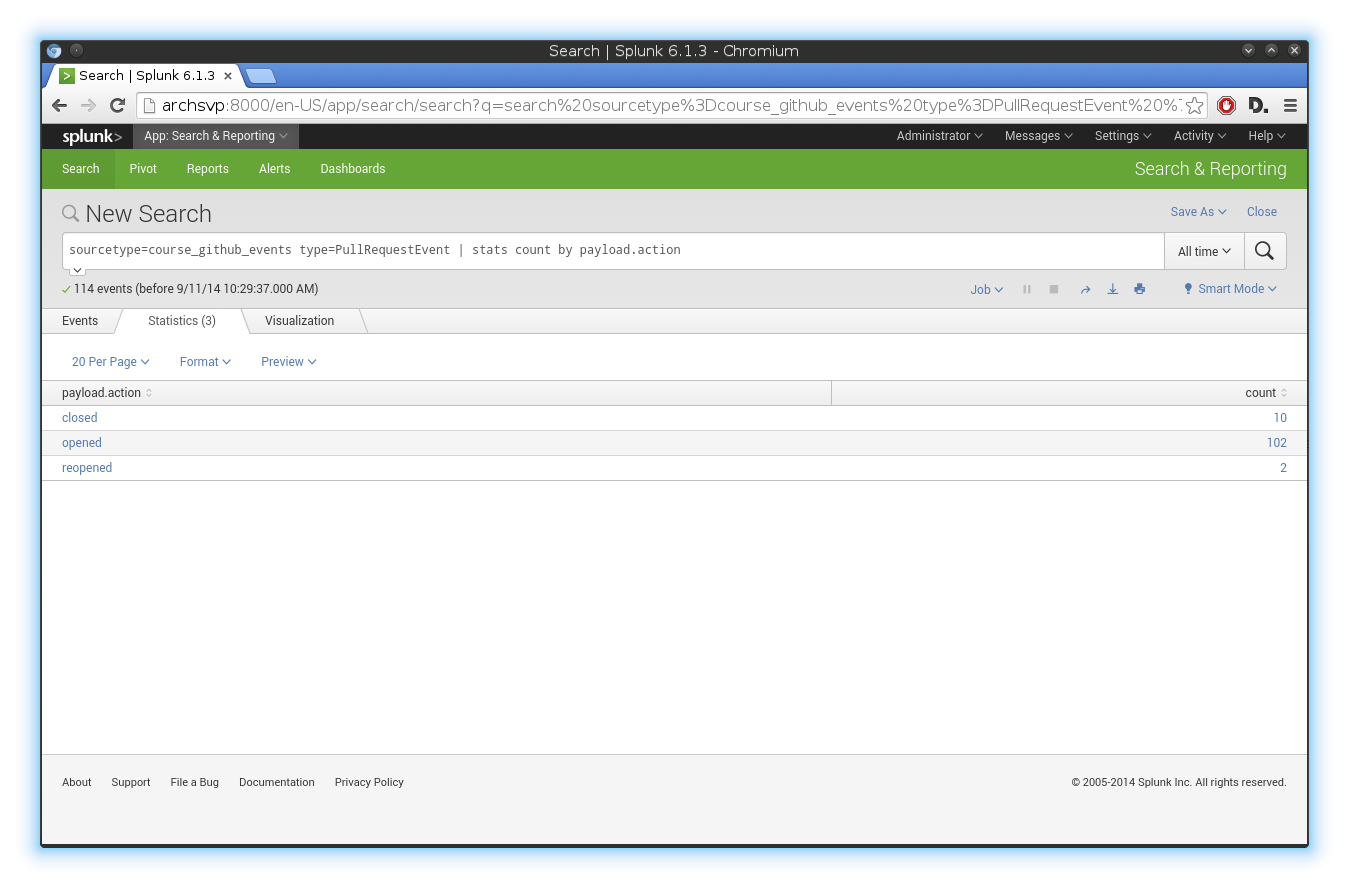 Search | Splunk 6.1.3 - Chromium
Search | Splunk 6.1.3
archsvp:8000/en-US/app/search/search?q=search%20sourcetype%3Dcourse_github_events%20type%3DPullRequestEvent%20%7
splunk> App: Search & Reporting Administrator Messages Settings Activity Help
Search Pivot Reports Alerts Dashboards Search & Reporting
New Search Save As Close
sourcetype=course_github_events type=PullRequestEvent | stats count by payload.action All time
114 events (before 9/11/14 10:29:37.000 AM) Job Smart Mode
Events Statistics (3) Visualization
20 Per Page Format Preview
payload.action count
closed 10
opened 102
reopened 2
About Support File a Bug Documentation Privacy Policy © 2005-2014 Splunk Inc. All rights reserved.